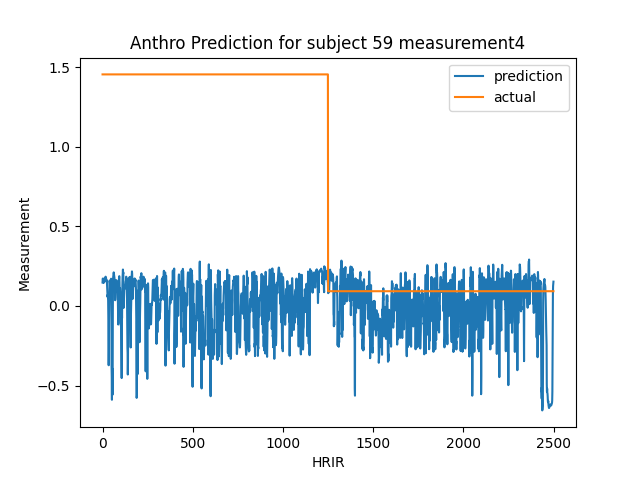 Anthro Prediction for subject 59 measurement4
1.5
1.0
0.5
0.0
−0.5
Measurement
prediction
actual
0
500
1000
1500
2000
2500
HRIR